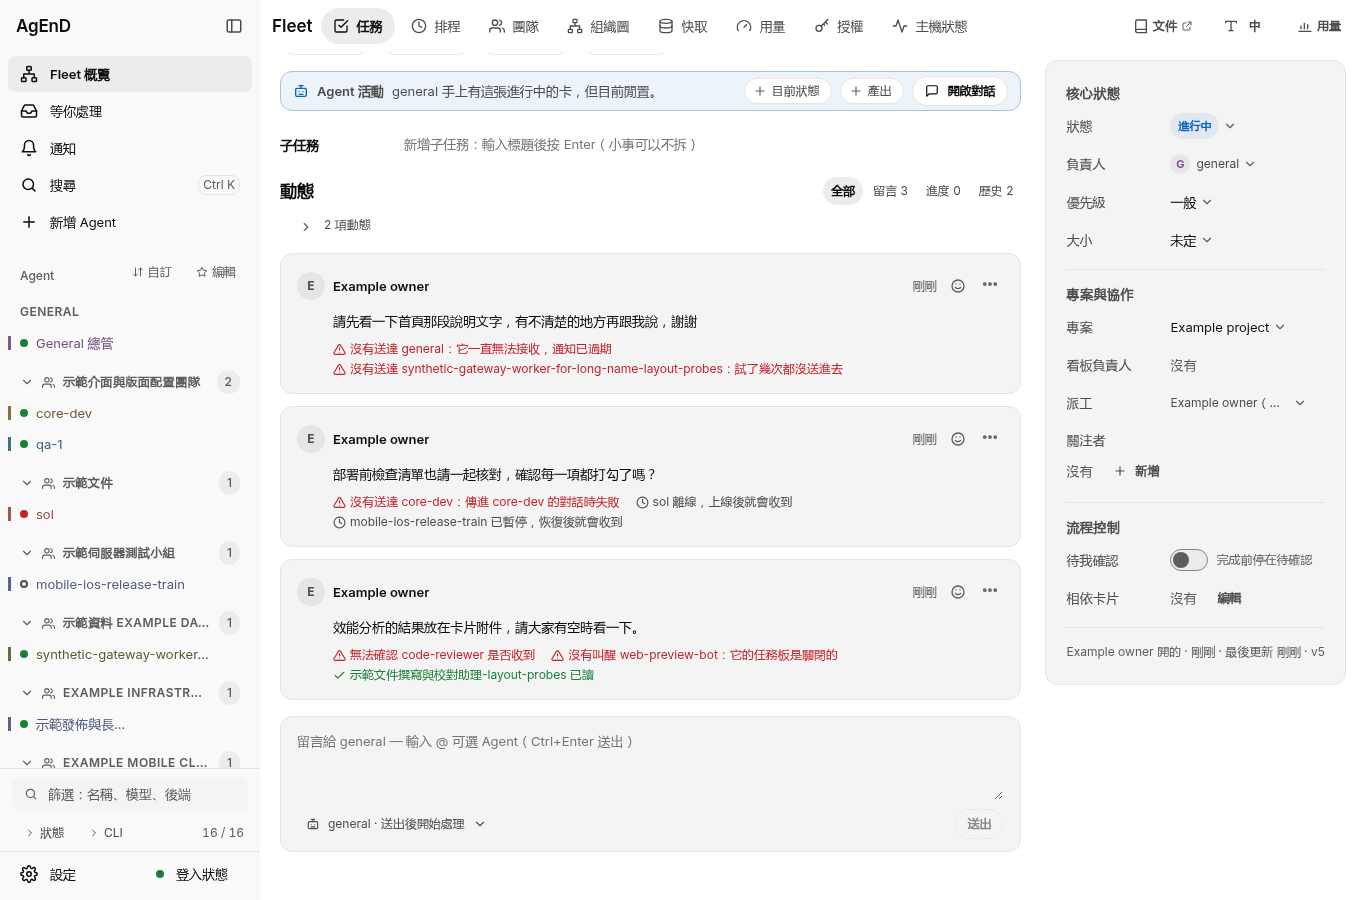 AgEnD
Fleet 概覽
等你處理
通知
搜尋
Ctrl K
新增 Agent
Agent
自訂
編輯
GENERAL
General 總管
示範介面與版面配置團隊
2
core-dev
qa-1
示範文件
1
sol
示範伺服器測試小組
1
mobile-ios-release-train
示範資料 EXAMPLE DA...
1
synthetic-gateway-worker...
EXAMPLE INFRASTR...
1
示範發佈與長...
EXAMPLE MOBILE CL...
1
篩選：名稱、模型、後端
狀態
CLI
16 / 16
設定
登入狀態
Fleet
任務
排程
團隊
組織圖
快取
用量
授權
主機狀態
文件
中
用量
Agent 活動
general 手上有這張進行中的卡，但目前閒置。
目前狀態
產出
開啟對話
子任務
新增子任務：輸入標題後按 Enter（小事可以不拆）
動態
全部
留言 3
進度 0
歷史 2
2 項動態
E
Example owner
剛剛
請先看一下首頁那段說明文字，有不清楚的地方再跟我說，謝謝
沒有送達 general：它一直無法接收，通知已過期
沒有送達 synthetic-gateway-worker-for-long-name-layout-probes：試了幾次都沒送進去
E
Example owner
剛剛
部署前檢查清單也請一起核對，確認每一項都打勾了嗎？
沒有送達 core-dev：傳進 core-dev 的對話時失敗
sol 離線，上線後就會收到
mobile-ios-release-train 已暫停，恢復後就會收到
E
Example owner
剛剛
效能分析的結果放在卡片附件，請大家有空時看一下。
無法確認 code-reviewer 是否收到
沒有叫醒 web-preview-bot：它的任務板是關閉的
示範文件撰寫與校對助理-layout-probes 已讀
留言給 general — 輸入 @ 可選 Agent（Ctrl+Enter 送出）
general · 送出後開始處理
送出
核心狀態
狀態
進行中
負責人
G
general
優先級
一般
大小
未定
專案與協作
專案
Example project
看板負責人
沒有
派工
Example owner（...
關注者
沒有
新增
流程控制
待我確認
完成前停在待確認
相依卡片
沒有
編輯
Example owner 開的 · 剛剛 · 最後更新 剛剛 · v5